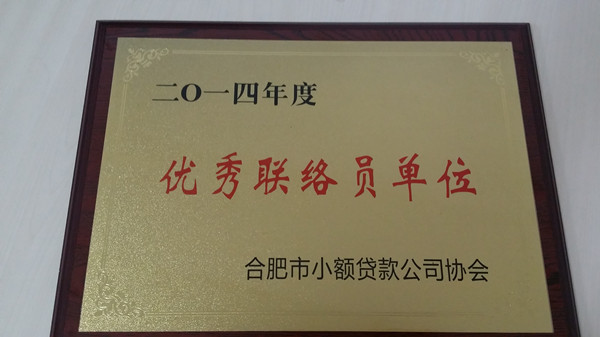 二〇一四年度
优秀联络员单位
合肥市小额贷款公司协会